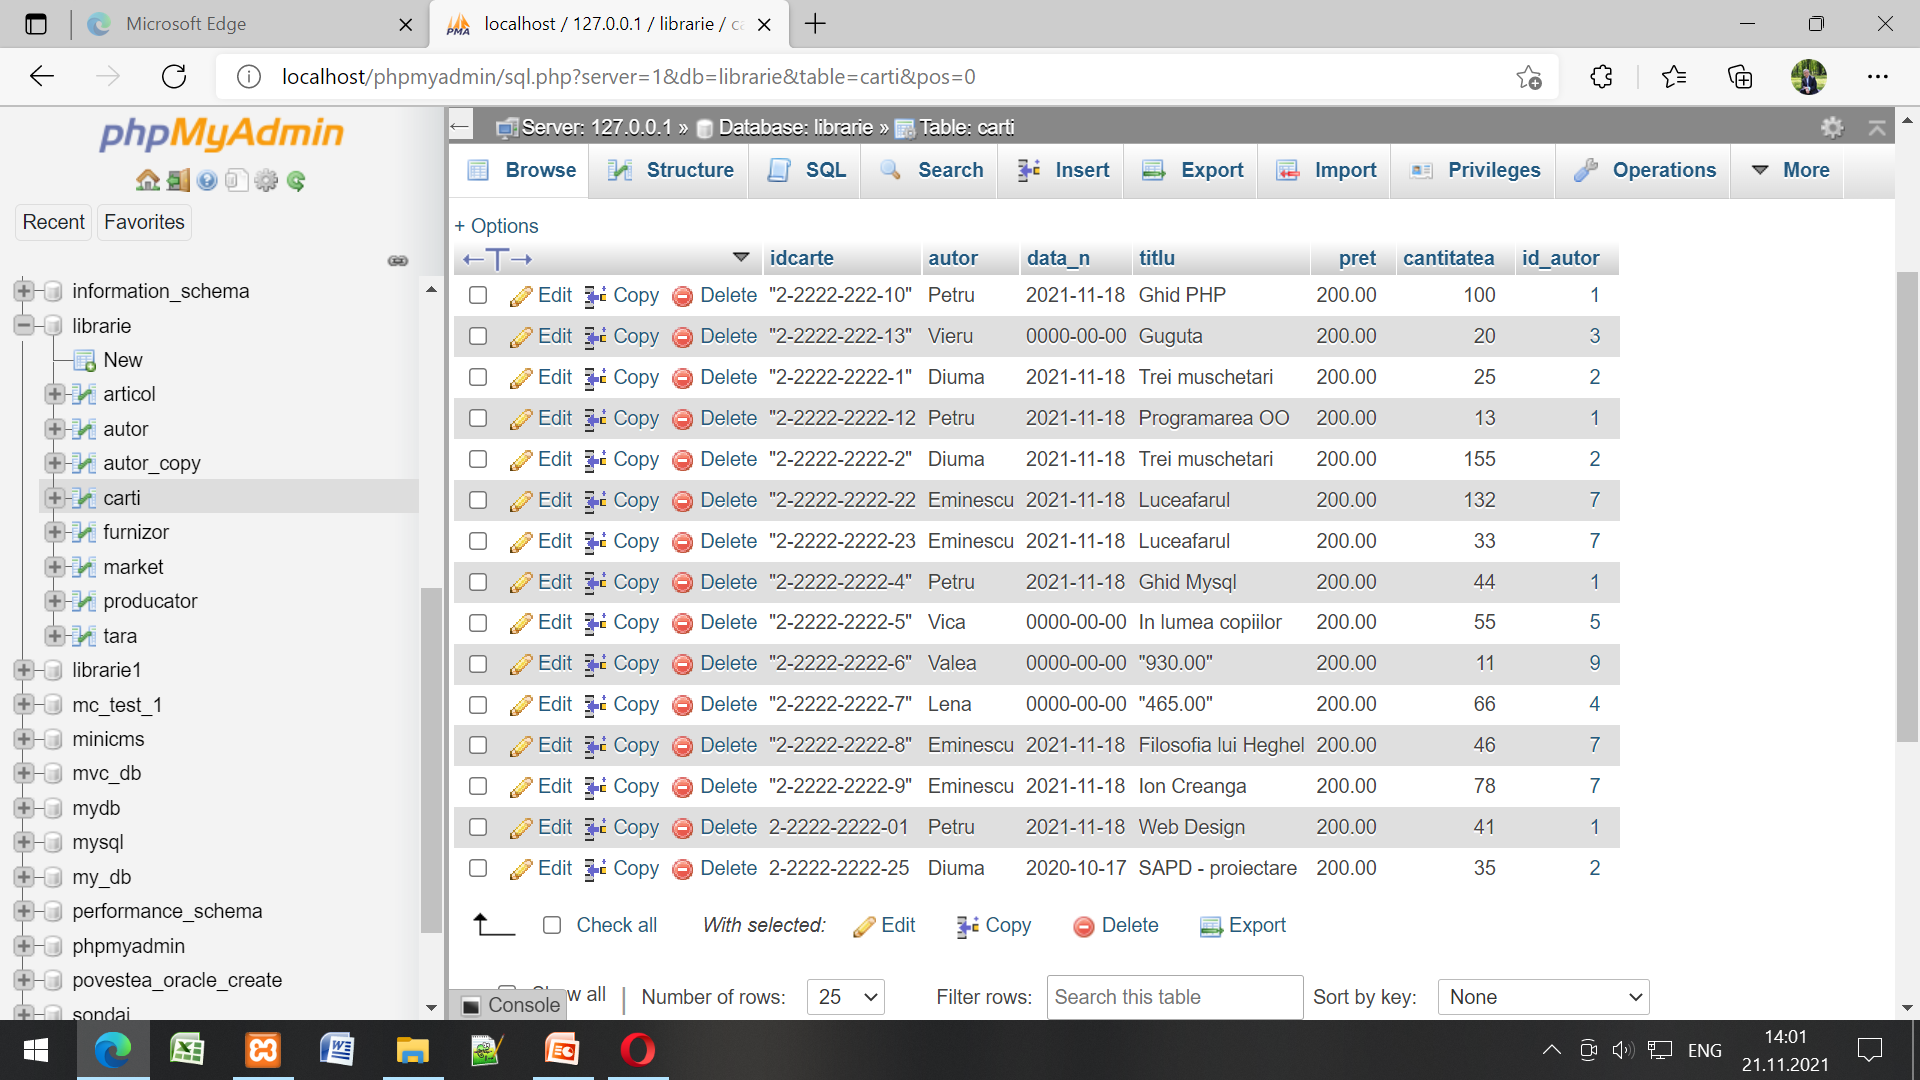 Microsoft Edge
localhost / 127.0.0.1 / librarie / ca
localhost/phpmyadmin/sql.php?server=1&db=librarie&table=carti&pos=0
phpMyAdmin
Recent
Favorites
information_schema
librarie
New
articol
autor
autor_copy
carti
furnizor
market
producator
tara
librarie1
mc_test_1
minicms
mvc_db
mydb
mysql
my_db
performance_schema
phpmyadmin
povestea_oracle_create
sondaj
Server: 127.0.0.1 » Database: librarie » Table: carti
Browse Structure SQL Search Insert Export Import Privileges Operations More
+ Options
idcarte autor data_n titlu pret cantitatea id_autor
Edit Copy Delete "2-2222-222-10" Petru 2021-11-18 Ghid PHP 200.00 100 1
Edit Copy Delete "2-2222-222-13" Vieru 0000-00-00 Guguta 200.00 20 3
Edit Copy Delete "2-2222-2222-1" Diuma 2021-11-18 Trei muschetari 200.00 25 2
Edit Copy Delete "2-2222-2222-12 Petru 2021-11-18 Programarea OO 200.00 13 1
Edit Copy Delete "2-2222-2222-2" Diuma 2021-11-18 Trei muschetari 200.00 155 2
Edit Copy Delete "2-2222-2222-22 Eminescu 2021-11-18 Luceafarul 200.00 132 7
Edit Copy Delete "2-2222-2222-23 Eminescu 2021-11-18 Luceafarul 200.00 33 7
Edit Copy Delete "2-2222-2222-4" Petru 2021-11-18 Ghid Mysql 200.00 44 1
Edit Copy Delete "2-2222-2222-5" Vica 0000-00-00 In lumea copiilor 200.00 55 5
Edit Copy Delete "2-2222-2222-6" Valea 0000-00-00 "930.00" 200.00 11 9
Edit Copy Delete "2-2222-2222-7" Lena 0000-00-00 "465.00" 200.00 66 4
Edit Copy Delete "2-2222-2222-8" Eminescu 2021-11-18 Filosofia lui Heghel 200.00 46 7
Edit Copy Delete "2-2222-2222-9" Eminescu 2021-11-18 Ion Creanga 200.00 78 7
Edit Copy Delete 2-2222-2222-01 Petru 2021-11-18 Web Design 200.00 41 1
Edit Copy Delete 2-2222-2222-25 Diuma 2020-10-17 SAPD - proiectare 200.00 35 2
Check all With selected: Edit Copy Delete Export
Show all | Number of rows: 25 Filter rows: Search this table Sort by key: None
Console
ENG
14:01
21.11.2021